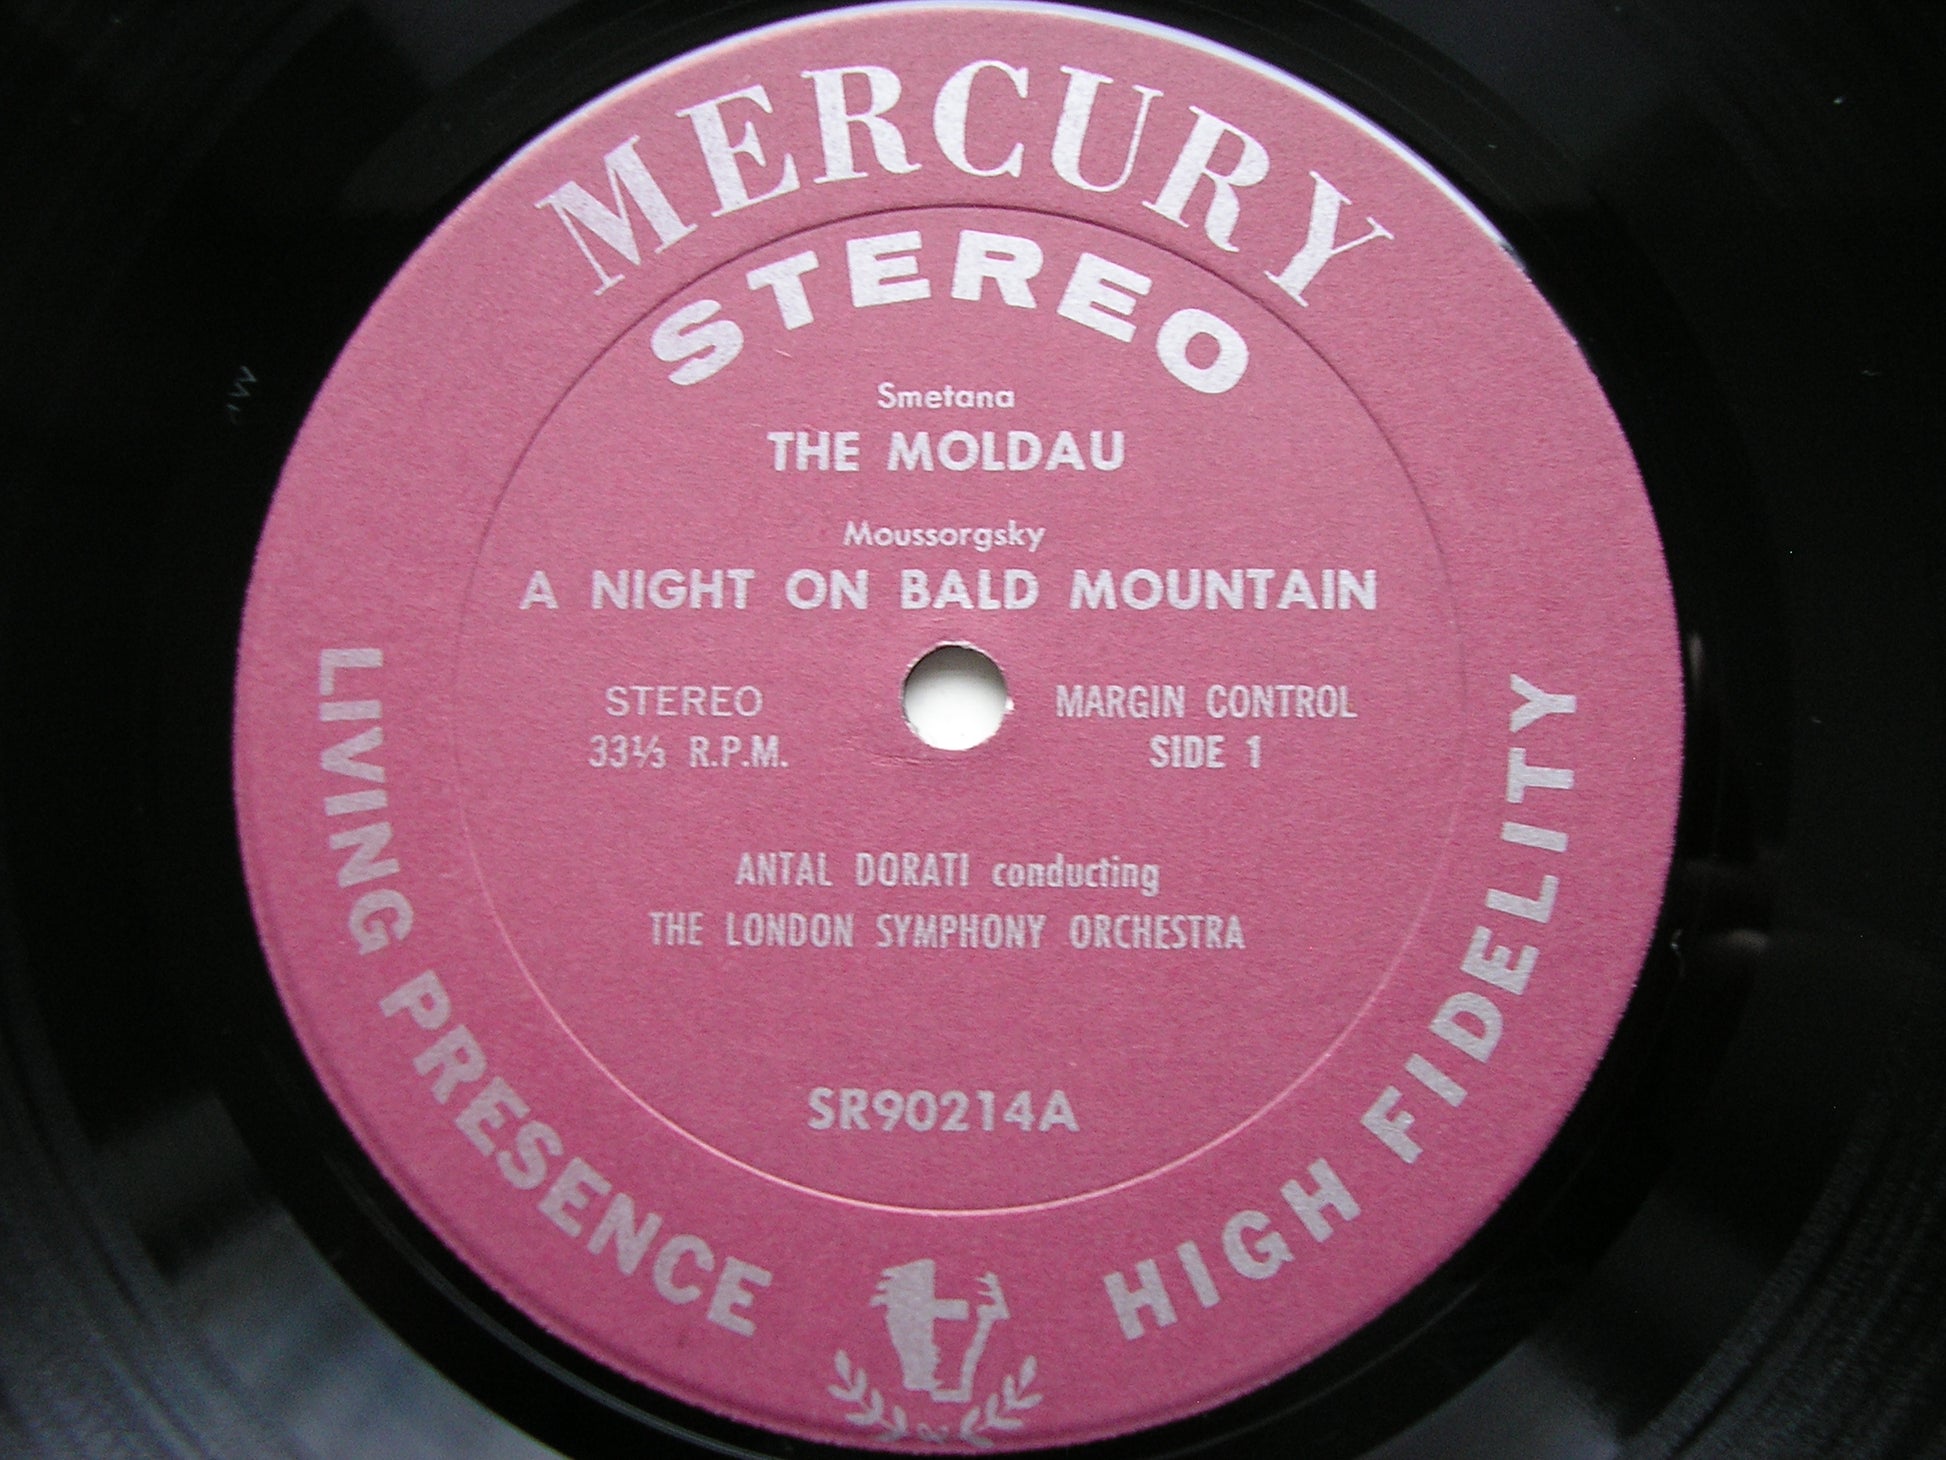 MERCURY
STEREO
Smetana
THE MOLDAU
Moussorgsky
A NIGHT ON BALD MOUNTAIN
STEREO
33⅓ R.P.M.
MARGIN CONTROL
SIDE 1
ANTAL DORATI conducting
THE LONDON SYMPHONY ORCHESTRA
SR90214A
LIVING PRESENCE
HIGH FIDELITY